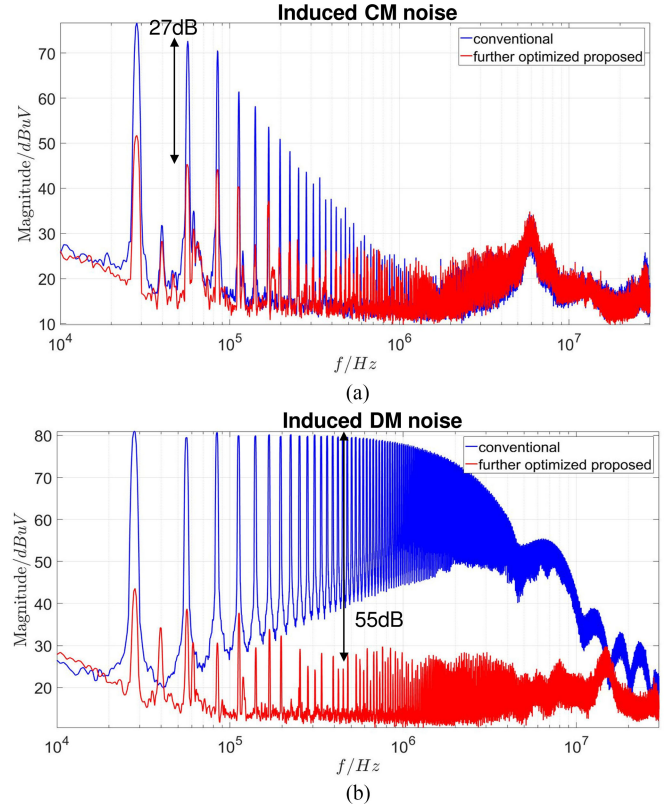 Induced CM noise
27dB
conventional
further optimized proposed
Magnitude/dBuV
70
60
50
40
30
20
10
10^4
10^5
10^6
10^7
f/Hz
(a)
Induced DM noise
conventional
further optimized proposed
55dB
Magnitude/dBuV
80
70
60
50
40
30
20
10^4
10^5
10^6
10^7
f/Hz
(b)